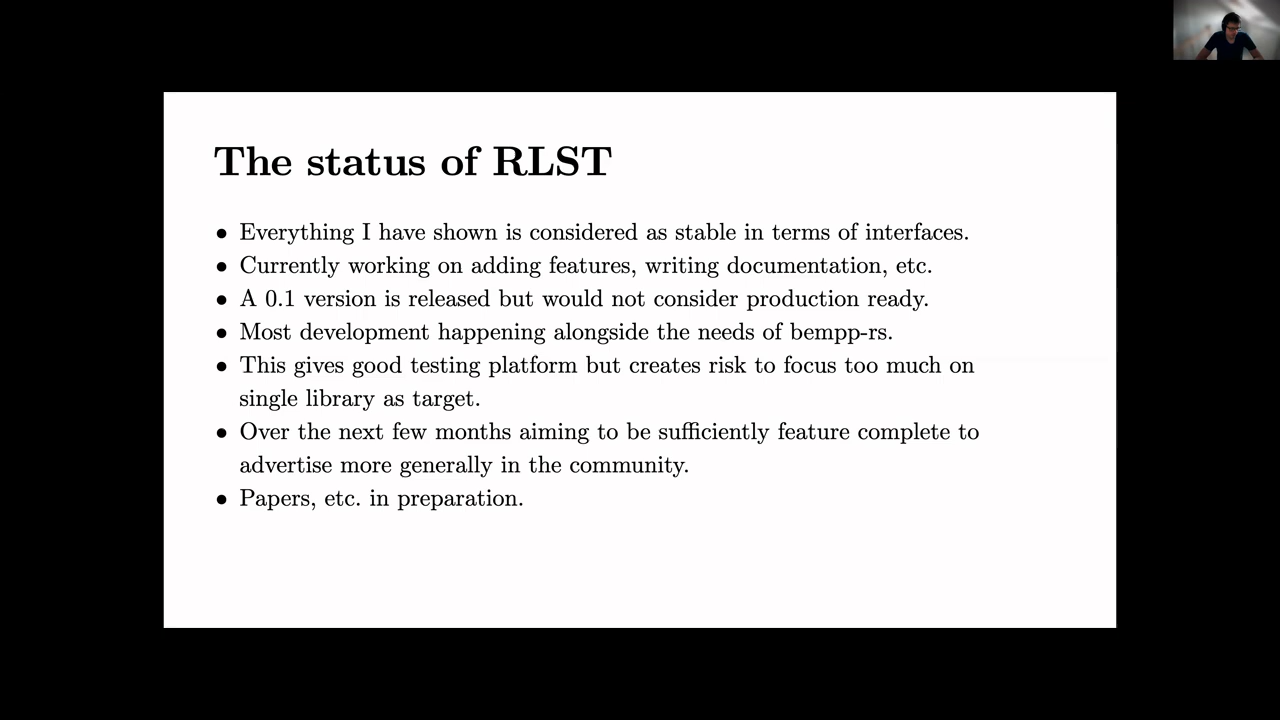 The status of RLST
• Everything I have shown is considered as stable in terms of interfaces.
• Currently working on adding features, writing documentation, etc.
• A 0.1 version is released but would not consider production ready.
• Most development happening alongside the needs of bempp-rs.
• This gives good testing platform but creates risk to focus too much on
single library as target.
• Over the next few months aiming to be sufficiently feature complete to
advertise more generally in the community.
• Papers, etc. in preparation.